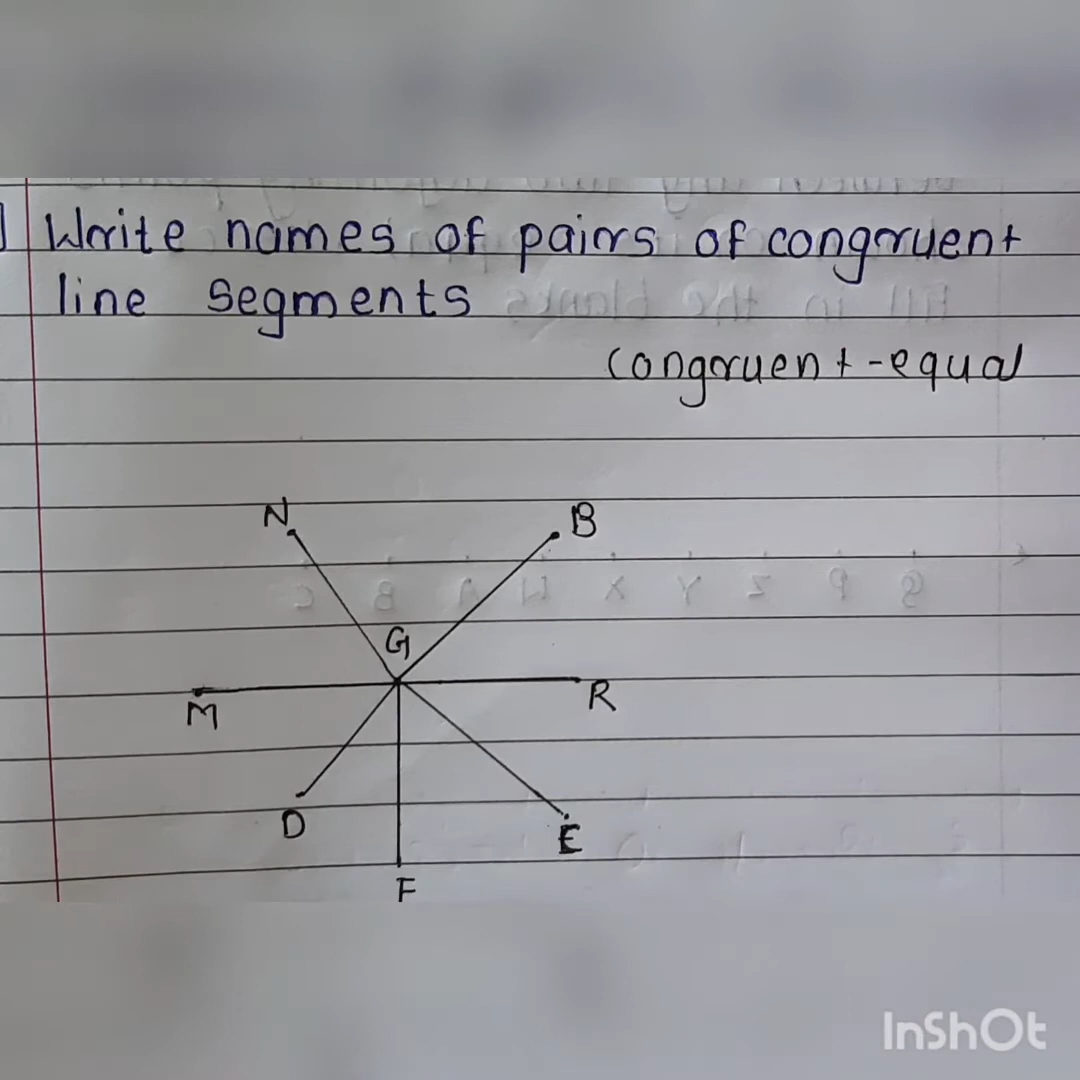 Write names of pairs of congruent
line segments
congruent-equal
N
B
G
M
R
D
E
F
InShOt